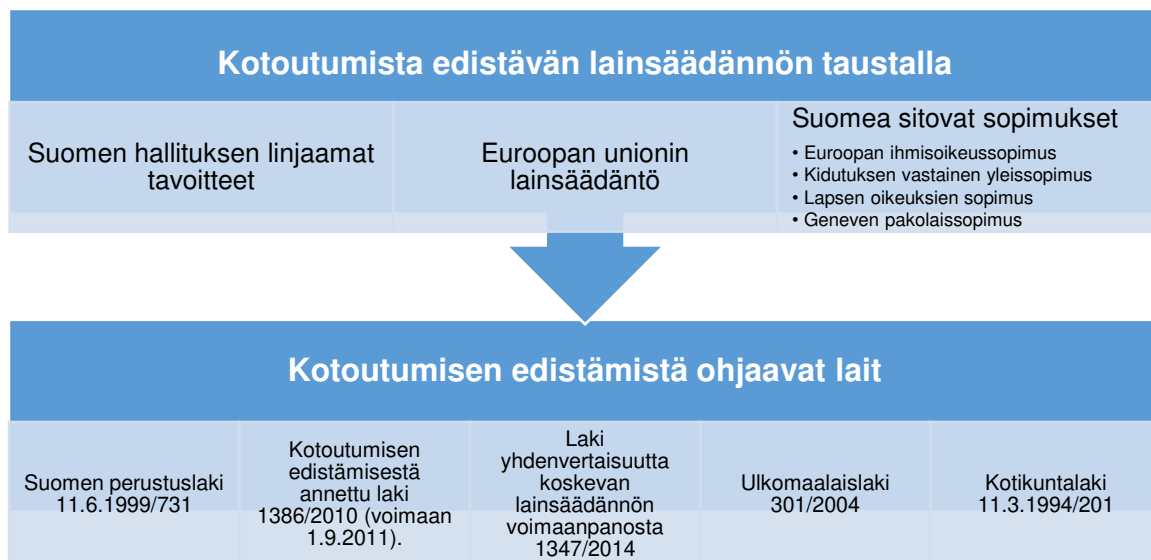 Kotoutumista edistävän lainsäädännön taustalla
Suomen hallituksen linjaamat
tavoitteet
Euroopan unionin
lainsäädäntö
Suomea sitovat sopimukset
• Euroopan ihmisoikeussopimus
• Kidutuksen vastainen yleissopimus
• Lapsen oikeuksien sopimus
• Geneven pakolaissopimus
Kotoutumisen edistämistä ohjaavat lait
Suomen perustuslaki
11.6.1999/731
Kotoutumisen
edistämisestä
annettu laki
1386/2010 (voimaan
1.9.2011).
Laki
yhdenvertaisuutta
koskevan
lainsäädännön
voimaanpanosta
1347/2014
Ulkomaalaislaki
301/2004
Kotikuntalaki
11.3.1994/201